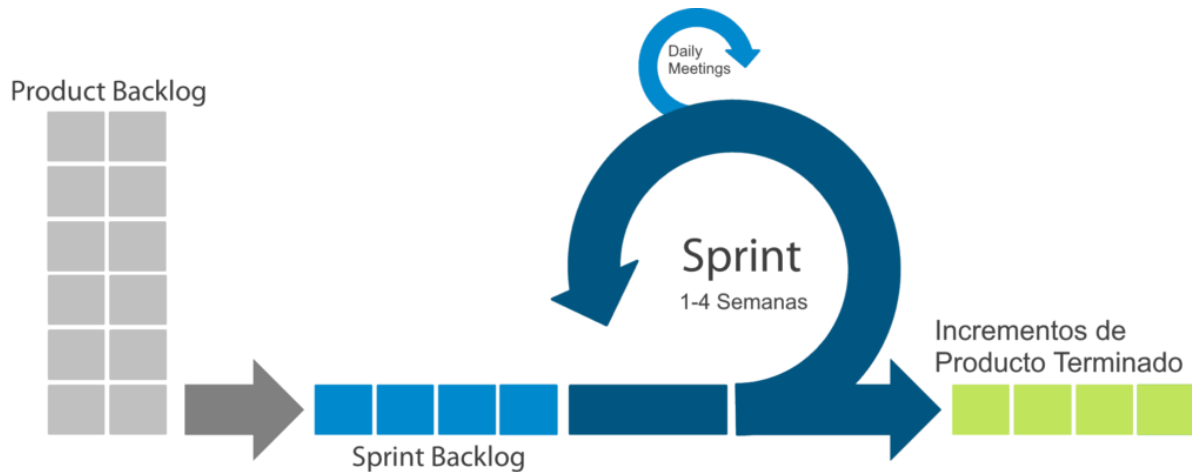 Daily
Meetings
Product Backlog
Sprint
1-4 Semanas
Incrementos de
Producto Terminado
Sprint Backlog